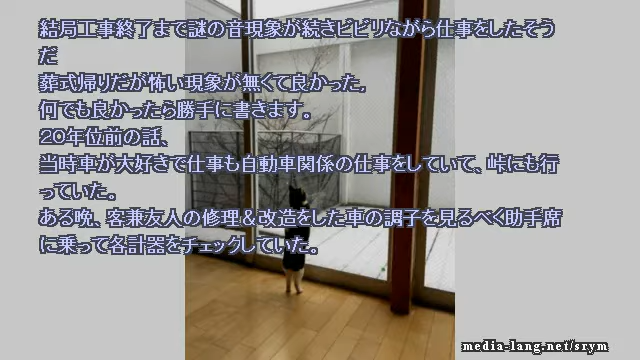 結局工事終了まで謎の音現象が続きビビりながら仕事をしたそう
だ
葬式帰りだが怖い現象が無くて良かった,
何でも良かったら勝手に書きます。
20年位前の話、
当時車が大好きで仕事も自動車関係の仕事をしていて、峠にも行
っていた。
ある晩、客兼友人の修理＆改造をした車の調子を見るべく助手席
に乗って各計器をチェックしていた。
media-lang.net/srym